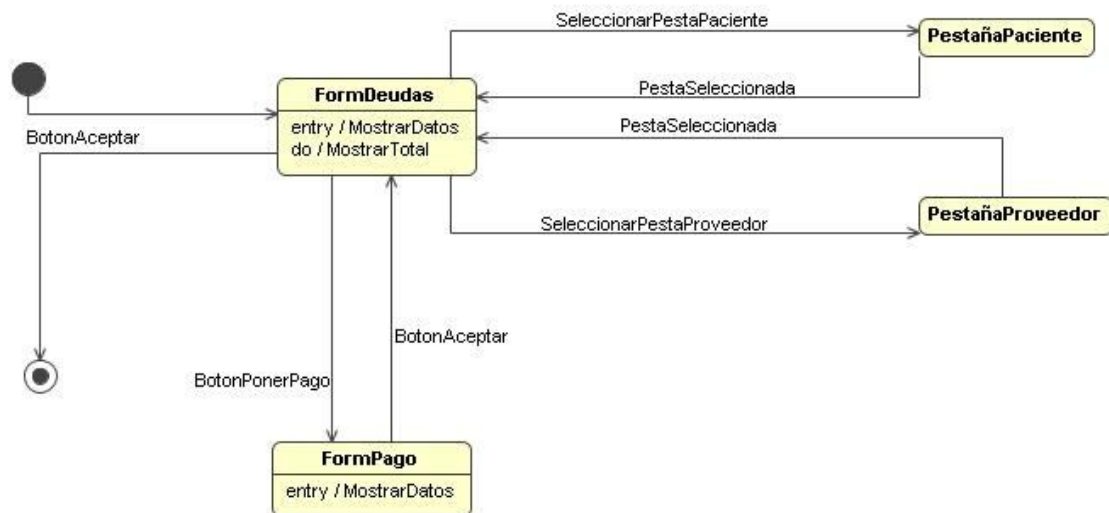 SeleccionarPestaPaciente
PestañaPaciente
FormDeudas
PestaSeleccionada
entry / MostrarDatos
do / MostrarTotal
PestaSeleccionada
BotonAceptar
PestañaProveedor
SeleccionarPestaProveedor
BotonAceptar
BotonPonerPago
FormPago
entry / MostrarDatos